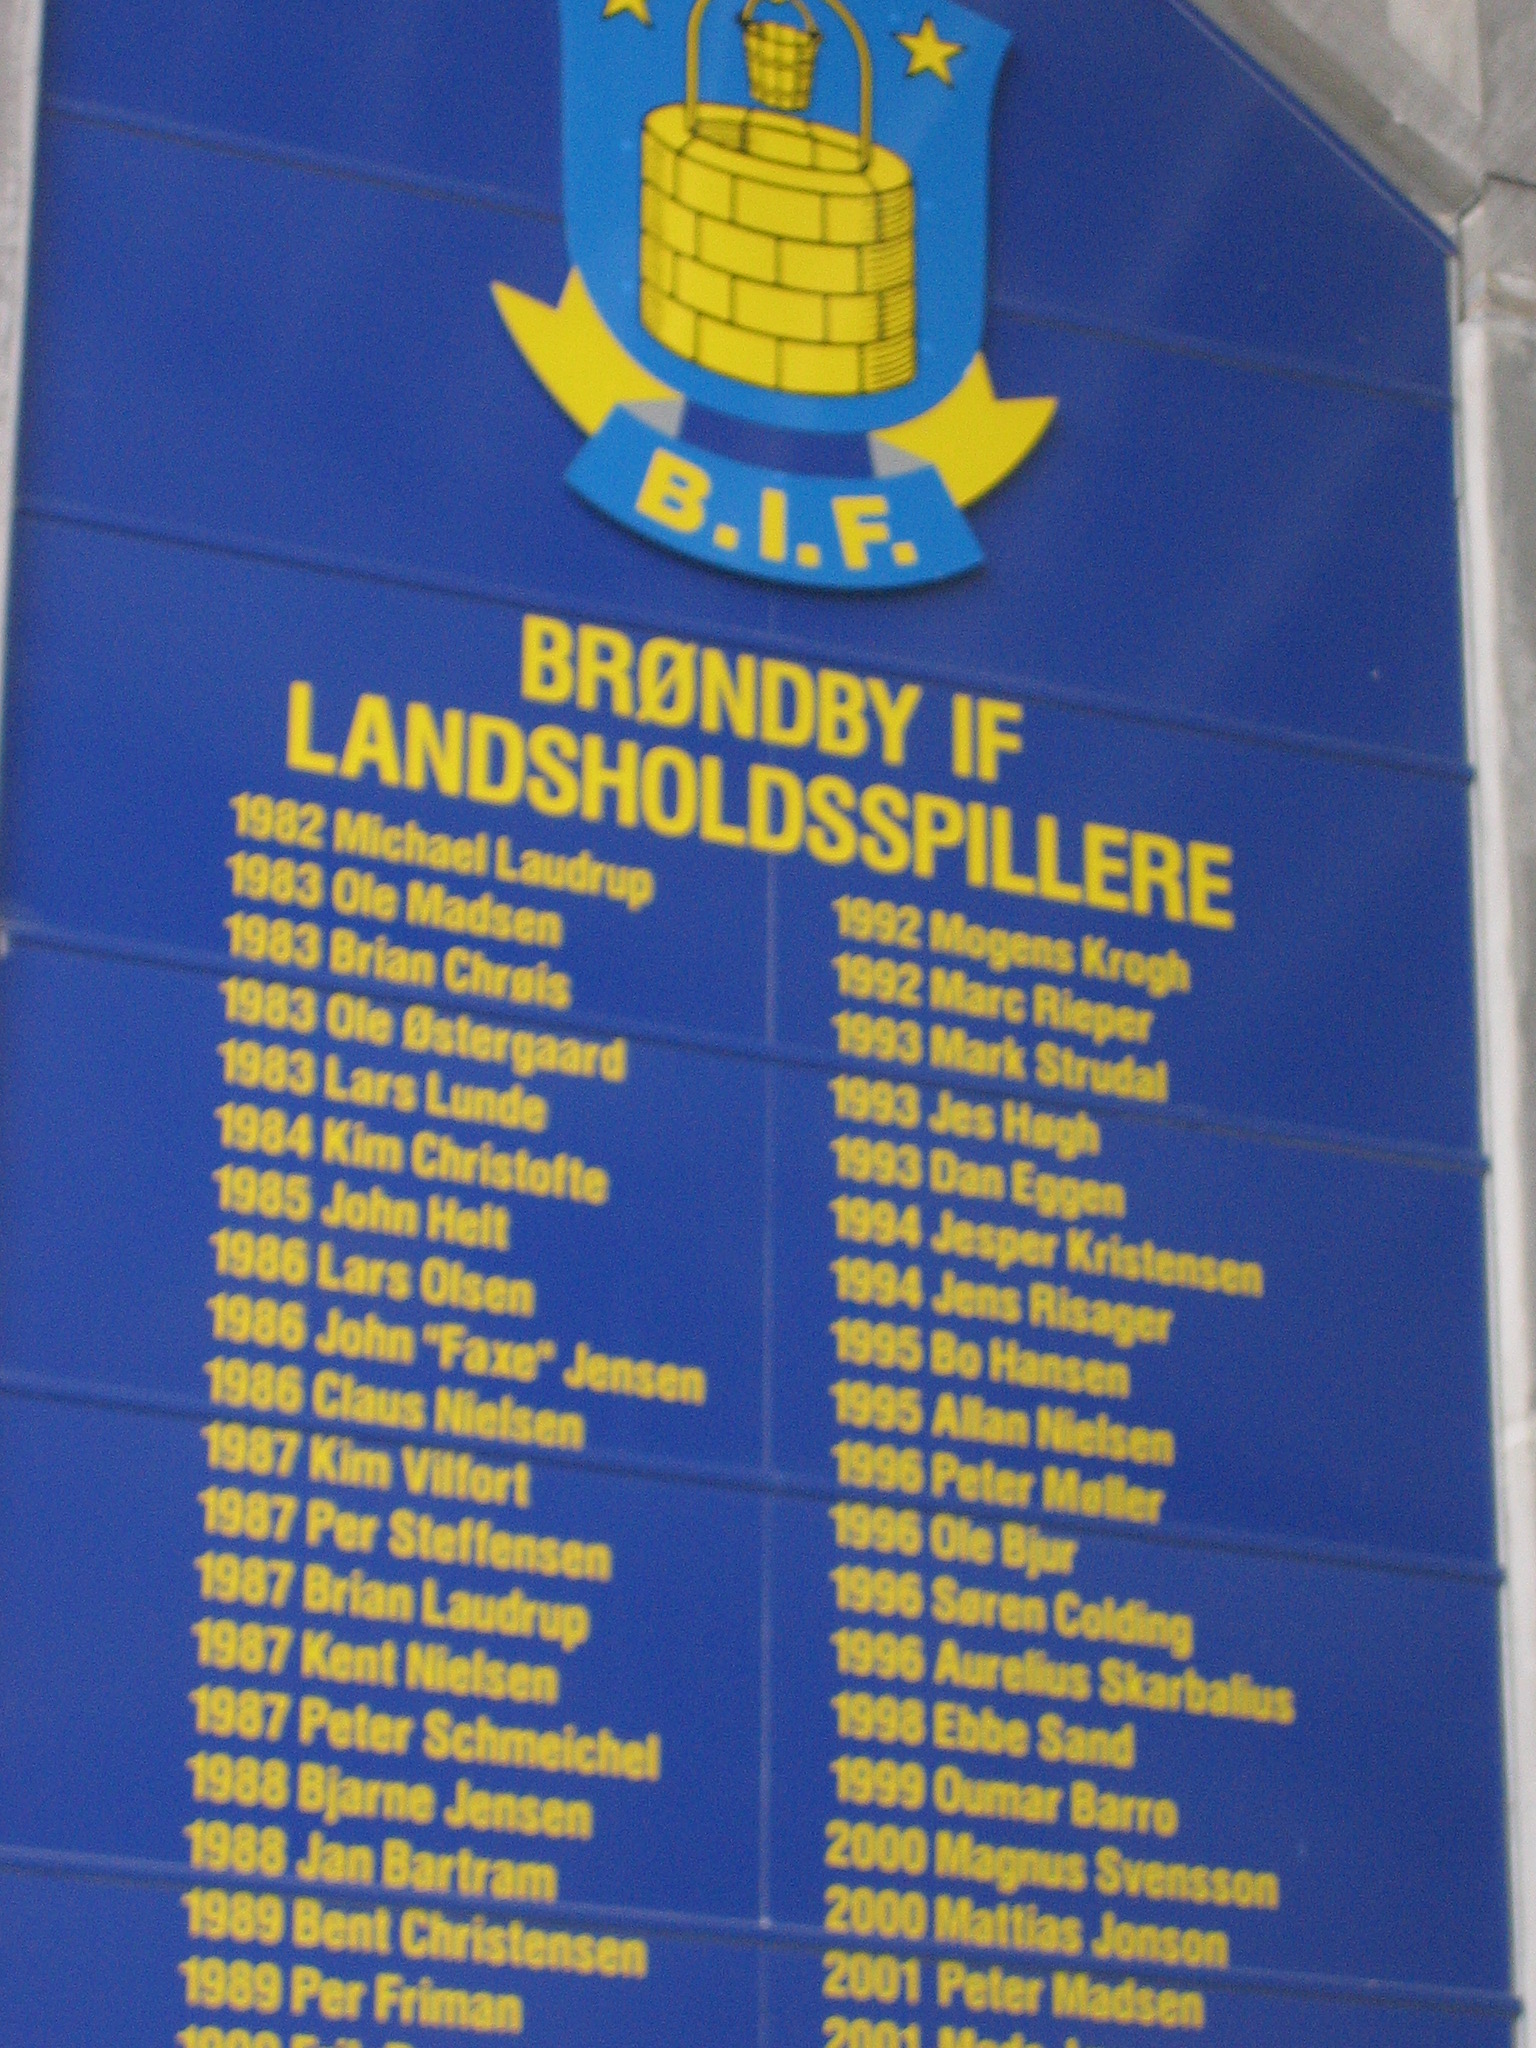 B.I.F.
BRØNDBY IF
LANDSHOLDSSPILLERE
1982 Michael Laudrup
1983 Ole Madsen
1983 Brian Chrøis
1983 Ole Østergaard
1983 Lars Lunde
1984 Kim Christofte
1985 John Helt
1986 Lars Olsen
1986 John "Faxe" Jensen
1986 Claus Nielsen
1987 Kim Vilfort
1987 Per Steffensen
1987 Brian Laudrup
1987 Kent Nielsen
1987 Peter Schmeichel
1988 Bjarne Jensen
1988 Jan Bartram
1989 Bent Christensen
1989 Per Friman
1992 Mogens Krogh
1992 Marc Rieper
1993 Mark Strudal
1993 Jes Høgh
1993 Dan Eggen
1994 Jesper Kristensen
1994 Jens Risager
1995 Bo Hansen
1995 Allan Nielsen
1996 Peter Møller
1996 Ole Bjur
1996 Søren Colding
1996 Aurelius Skarbalius
1998 Ebbe Sand
1999 Oumar Barro
2000 Magnus Svensson
2000 Mattias Jonson
2001 Peter Madsen
2001